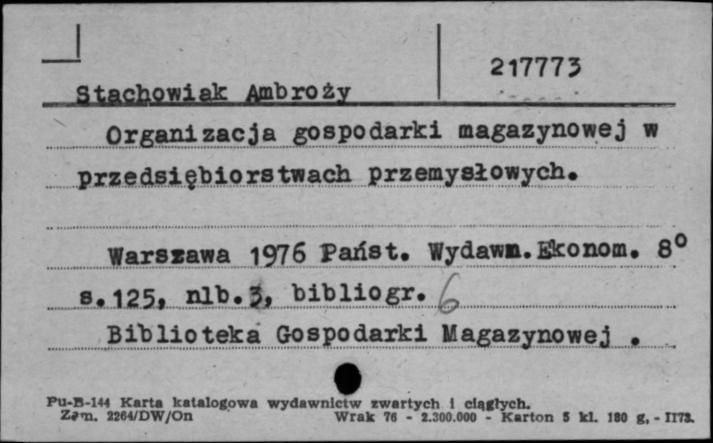 217773
Stachowiak Ambroży
Organizacja gospodarki magazynowej w
przedsiębiorstwach przemysłowych.
Warszawa 1976 Państ. Wydawn. Ekonom. 8°
s. 125, nlb. 3, bibliogr. 6
Biblioteka Gospodarki Magazynowej .
Pu-B-144 Karta katalogowa wydawnictw zwartych i ciągłych.
Zam. 2264/DW/On Wrak 76 - 2.300.000 - Karton 5 kl. 180 g, - II73.